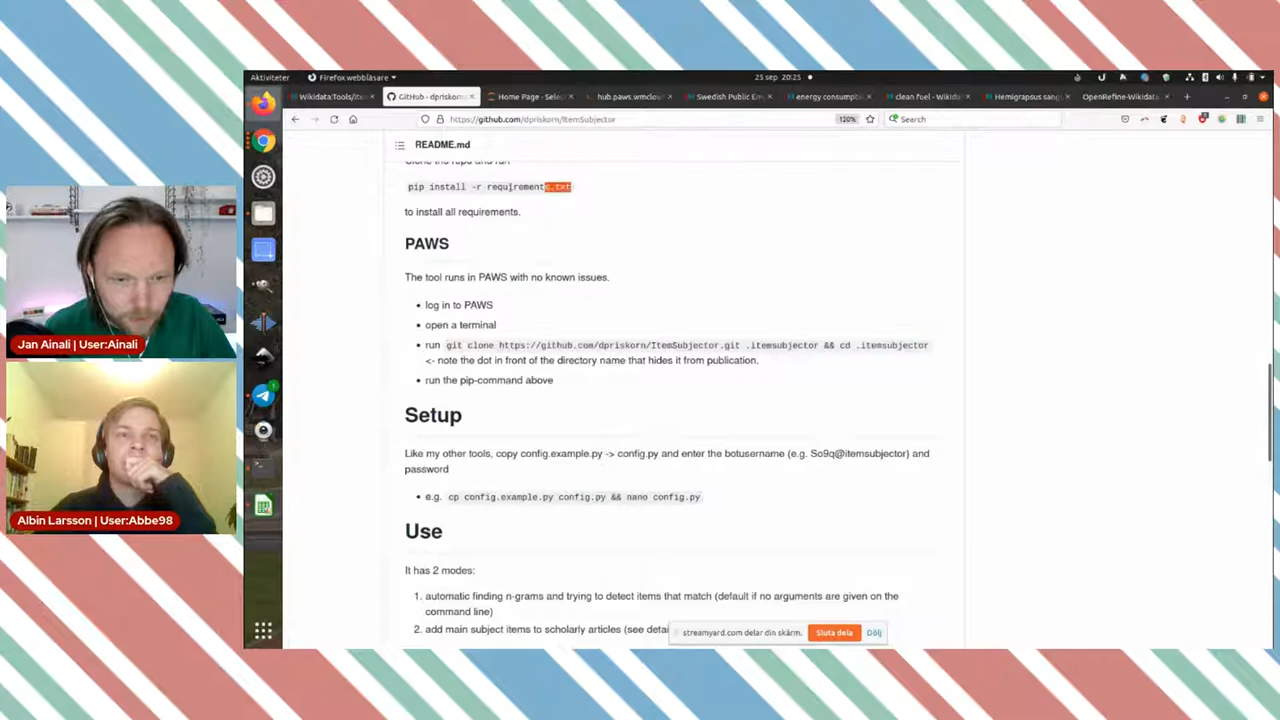 Aktiviteter
Firefox webbläsare
25 sep 20:25
Wikidata:Tools/Ite
GitHub - dpriskorn
Home Page - Sele
hub.paws.wmcloud
Swedish Public Em
energy consumpti
clean fuel - Wikida
Hemigrapsus sang
OpenRefine-Wikidat
https://github.com/dpriskorn/ItemSubjector
120%
Search
README.md
Clone the repo and run
pip install -r requirements.txt
to install all requirements.
PAWS
The tool runs in PAWS with no known issues.
• log in to PAWS
• open a terminal
• run git clone https://github.com/dpriskorn/ItemSubjector.git .itemsubjector && cd .itemsubjector
<- note the dot in front of the directory name that hides it from publication.
• run the pip-command above
Setup
Like my other tools, copy config.example.py -> config.py and enter the botusername (e.g. So9q@itemsubjector) and
password
• e.g. cp config.example.py config.py && nano config.py
Use
It has 2 modes:
1. automatic finding n-grams and trying to detect items that match (default if no arguments are given on the
command line)
2. add main subject items to scholarly articles (see detai
streamyard.com delar din skärm.
Sluta dela
Dölj
Jan Ainali | User:Ainali
Albin Larsson | User:Abbe98